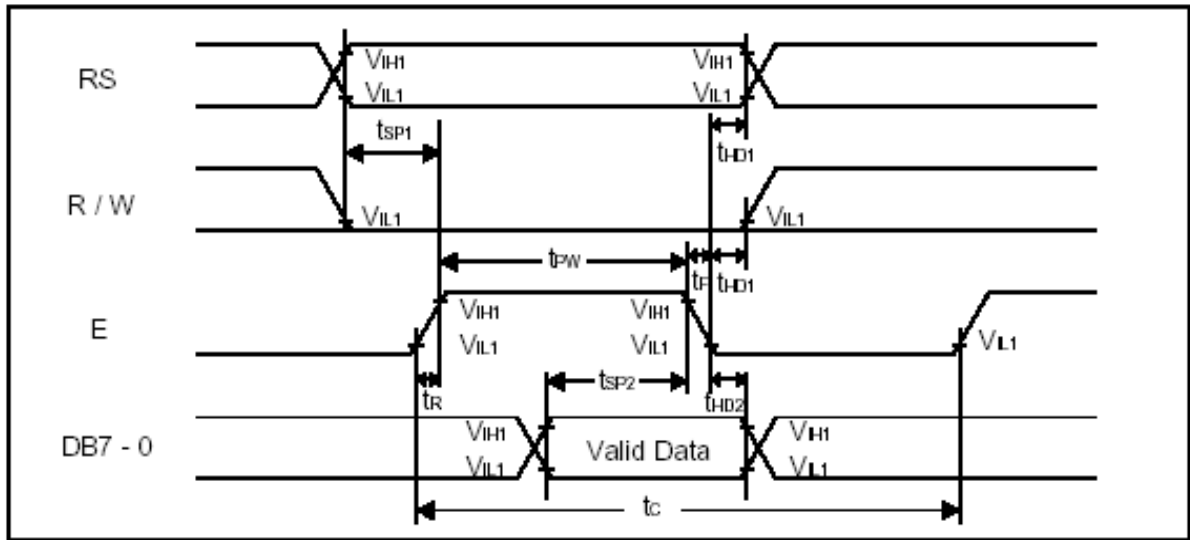 RS
VIH1 VIH1
VIL1 VIL1
tSP1
tHD1
R / W
VIL1 VIL1
tPW tF tHD1
E
VIH1 VIH1
VIL1 VIL1 VIL1
tR tSP2 tHD2
DB7 - 0
VIH1 VIH1
Valid Data
VIL1 VIL1
tC